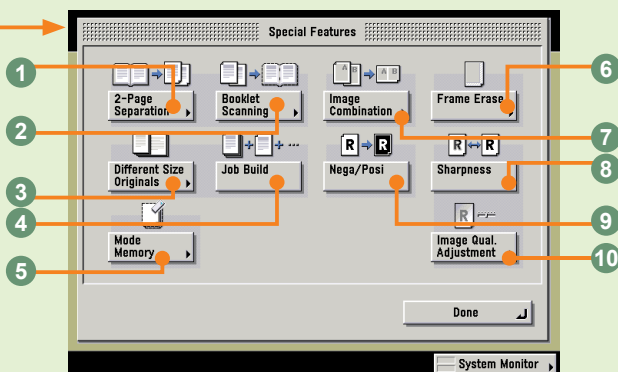 Special Features
1
2-Page
Separation
2
Booklet
Scanning
A B
A B
Image
Combination
6
Frame Erase
7
3
Different Size
Originals
4
+ + ...
Job Build
R R
Nega/Posi
R R
Sharpness
8
9
5
Mode
Memory
R
Image Qual.
Adjustment
10
Done
System Monitor